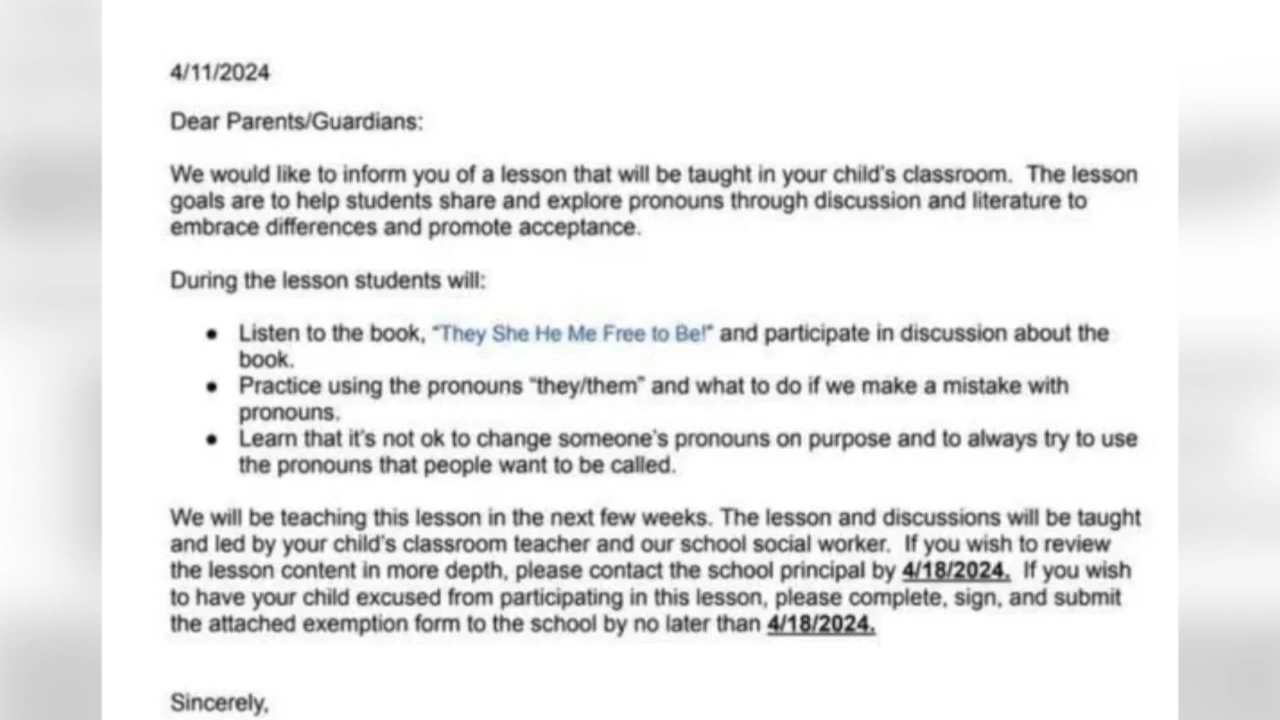 4/11/2024
Dear Parents/Guardians:
We would like to inform you of a lesson that will be taught in your child's classroom. The lesson
goals are to help students share and explore pronouns through discussion and literature to
embrace differences and promote acceptance.
During the lesson students will:
• Listen to the book, "They She He Me Free to Be!" and participate in discussion about the
book.
• Practice using the pronouns "they/them" and what to do if we make a mistake with
pronouns.
• Learn that it's not ok to change someone's pronouns on purpose and to always try to use
the pronouns that people want to be called.
We will be teaching this lesson in the next few weeks. The lesson and discussions will be taught
and led by your child's classroom teacher and our school social worker. If you wish to review
the lesson content in more depth, please contact the school principal by 4/18/2024. If you wish
to have your child excused from participating in this lesson, please complete, sign, and submit
the attached exemption form to the school by no later than 4/18/2024.
Sincerely,